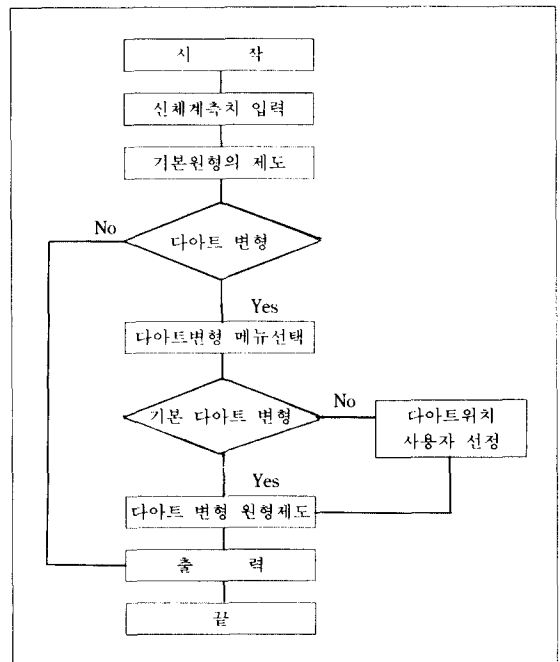 시 작
신체계측치 입력
기본원형의 제도
No
다아트 변형
Yes
다아트변형 메뉴선택
기본 다아트 변형
No
다아트위치
사용자 선정
Yes
다아트 변형 원형제도
출 력
끝